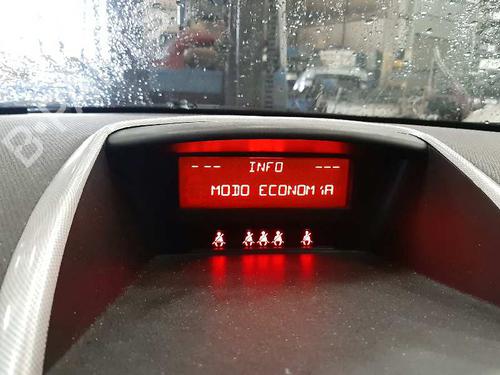 --- INFO ---
MODO ECONOMíA